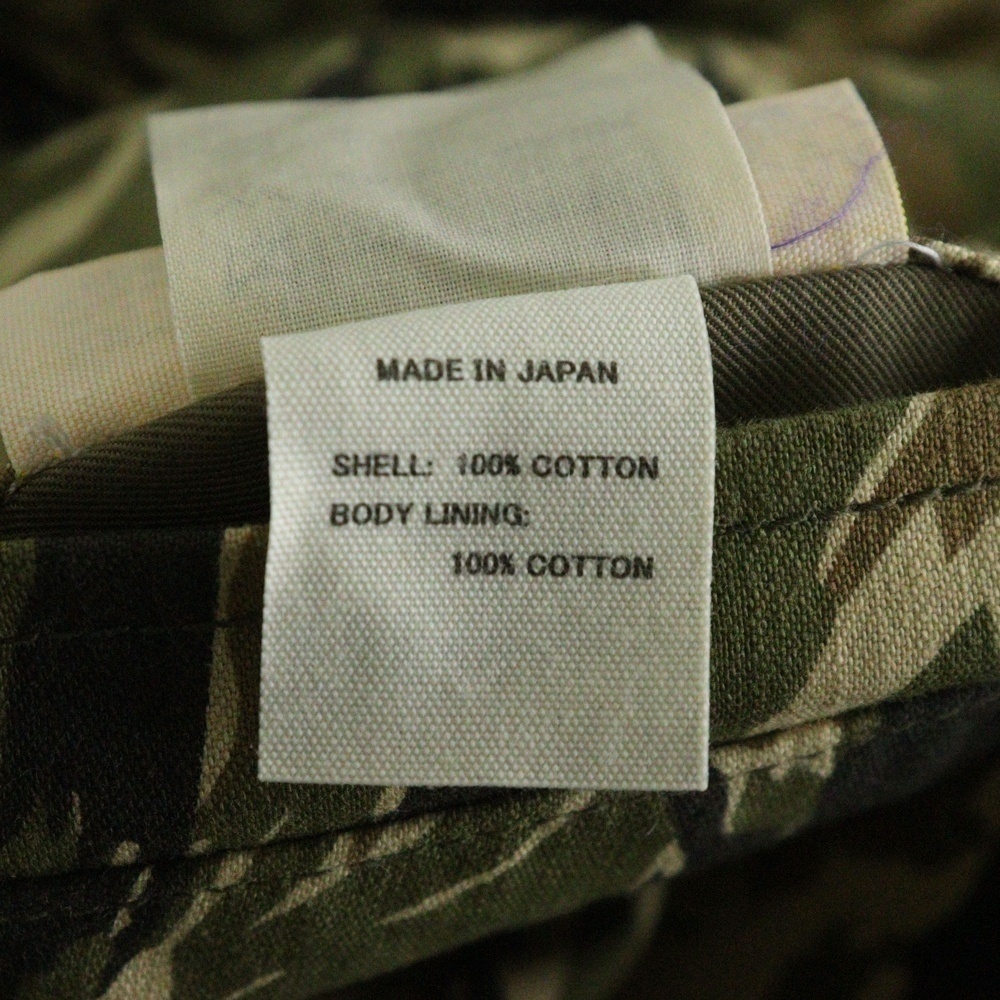 MADE IN JAPAN
SHELL: 100% COTTON
BODY LINING:
100% COTTON